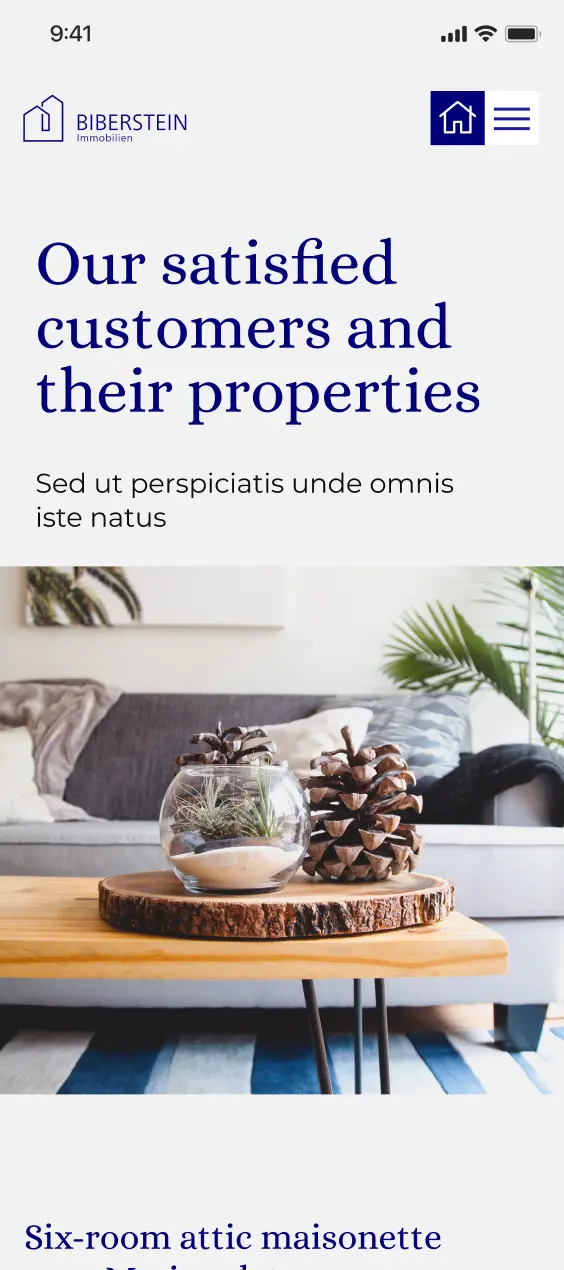 9:41
BIBERSTEIN
Immobilien
Our satisfied
customers and
their properties
Sed ut perspiciatis unde omnis
iste natus
Six-room attic maisonette